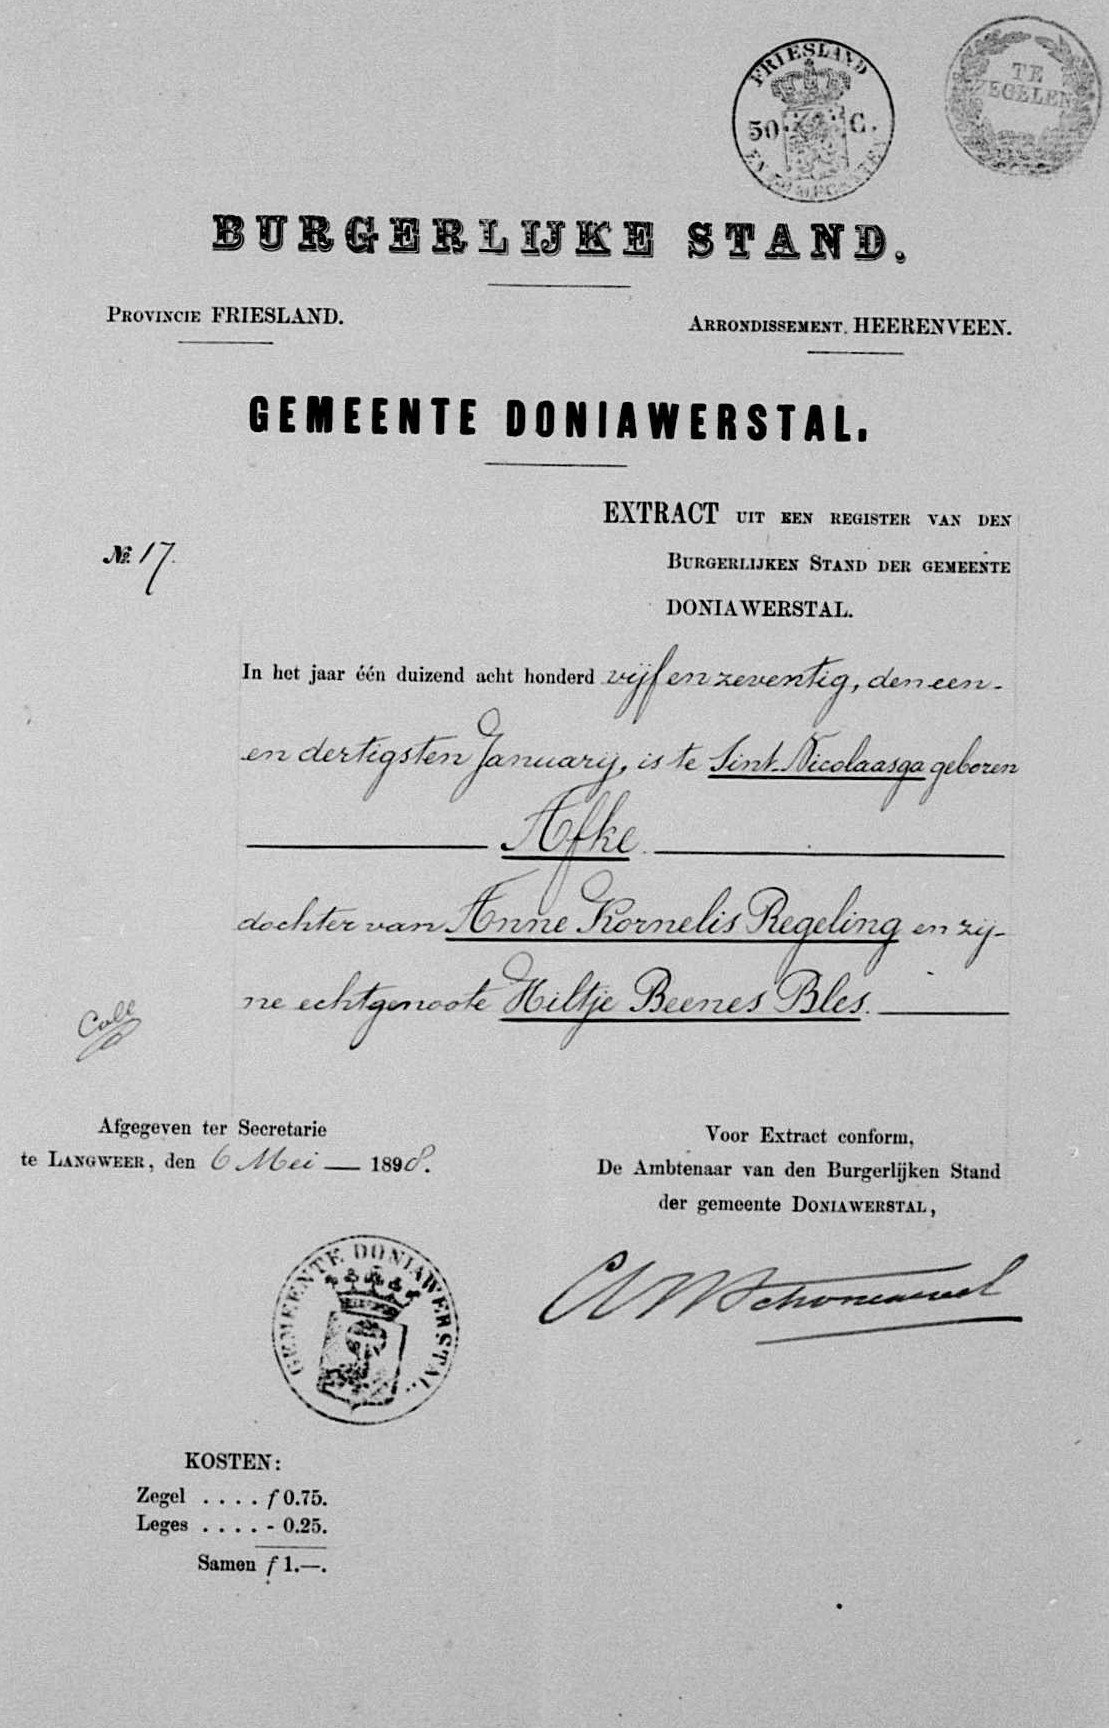 FRIESLAND
50 C.
TE
ZEGELEN
BURGERLIJKE STAND.
PROVINCIE FRIESLAND.
ARRONDISSEMENT. HEERENVEEN.
GEMEENTE DONIAWERSTAL.
EXTRACT UIT EEN REGISTER VAN DEN
No. 17.
BURGERLIJKEN STAND DER GEMEENTE
DONIAWERSTAL.
In het jaar één duizend acht honderd vijf en zeventig, den een-
en dertigsten January, is te Sint-Nicolaasga geboren
Afke.
dochter van Anne Kornelis Regeling en zij-
ne echtgenoote Hiltje Beenes Bles.
Coll
Afgegeven ter Secretarie
te LANGWEER, den 6 Mei — 1898.
Voor Extract conform,
De Ambtenaar van den Burgerlijken Stand
der gemeente DONIAWERSTAL,
GEMEENTE DONIAWERSTAL.
KOSTEN:
Zegel . . . . f 0.75.
Leges . . . . - 0.25.
Samen f 1.—.